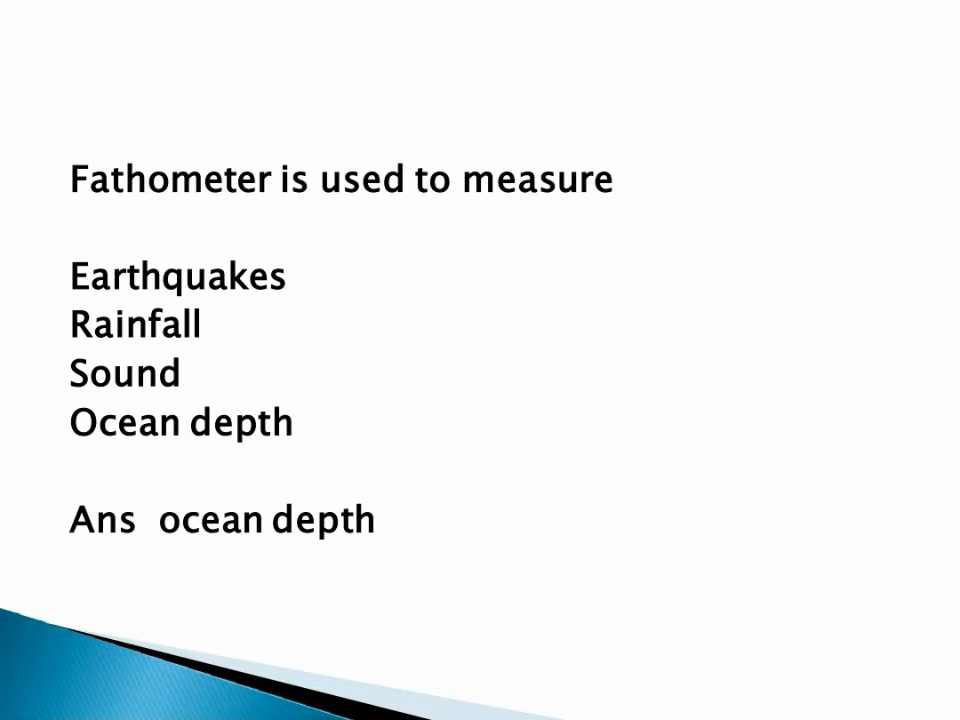 Fathometer is used to measure
Earthquakes
Rainfall
Sound
Ocean depth
Ans ocean depth